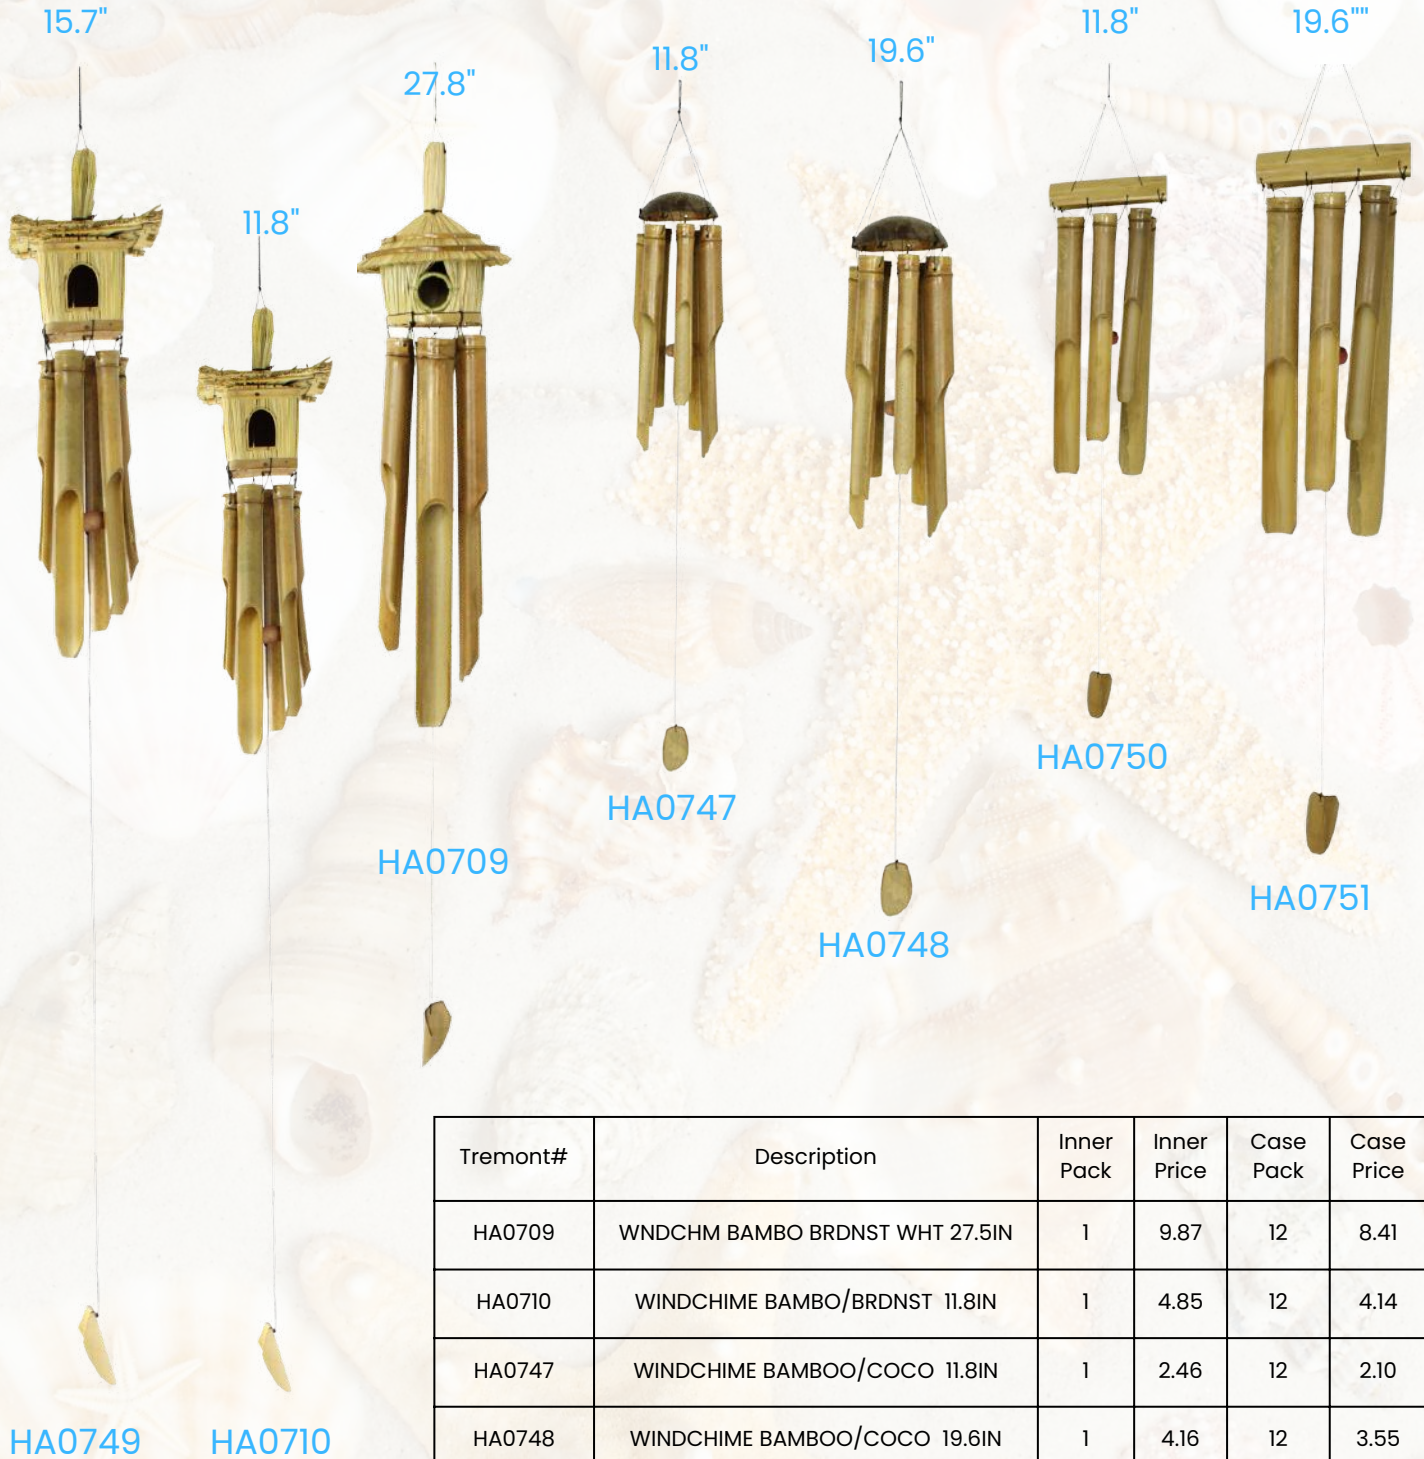 15.7"
11.8"
27.8"
11.8"
19.6"
11.8"
19.6""
HA0749
HA0710
HA0709
HA0747
HA0748
HA0750
HA0751
Tremont# Description Inner Pack Inner Price Case Pack Case Price
HA0709 WNDCHM BAMBO BRDNST WHT 27.5IN 1 9.87 12 8.41
HA0710 WINDCHIME BAMBO/BRDNST 11.8IN 1 4.85 12 4.14
HA0747 WINDCHIME BAMBOO/COCO 11.8IN 1 2.46 12 2.10
HA0748 WINDCHIME BAMBOO/COCO 19.6IN 1 4.16 12 3.55